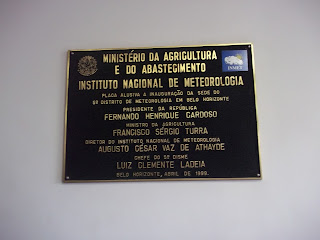 MINISTÉRIO DA AGRICULTURA
E DO ABASTECIMENTO
INSTITUTO NACIONAL DE METEOROLOGIA
INMET
PLACA ALUSIVA A INAUGURAÇÃO DA SEDE DO
5º DISTRITO DE METEOROLOGIA EM BELO HORIZONTE
PRESIDENTE DA REPÚBLICA
FERNANDO HENRIQUE CARDOSO
MINISTRO DA AGRICULTURA
FRANCISCO SÉRGIO TURRA
DIRETOR DO INSTITUTO NACIONAL DE METEOROLOGIA
AUGUSTO CÉSAR VAZ DE ATHAYDE
CHEFE DO 5º DISME
LUIZ CLEMENTE LADEIA
BELO HORIZONTE, ABRIL DE 1999.